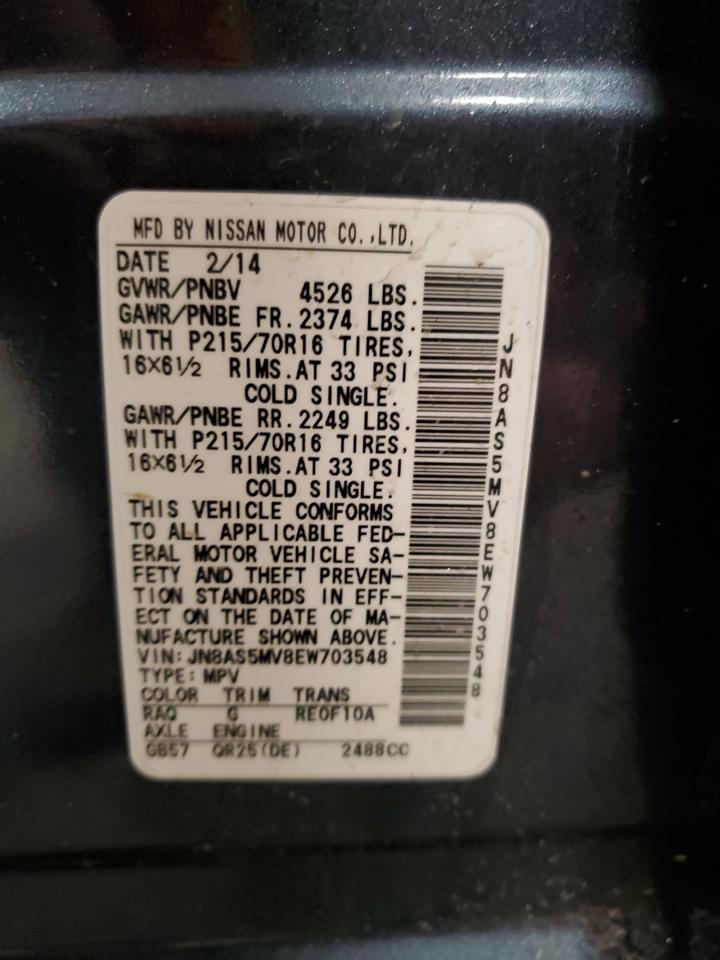 MFD BY NISSAN MOTOR CO.,LTD.
DATE 2/14
GVWR/PNBV 4526 LBS.
GAWR/PNBE FR. 2374 LBS.
WITH P215/70R16 TIRES,
16×6½ RIMS. AT 33 PSI
COLD SINGLE.
GAWR/PNBE RR. 2249 LBS.
WITH P215/70R16 TIRES,
16×6½ RIMS. AT 33 PSI
COLD SINGLE.
THIS VEHICLE CONFORMS
TO ALL APPLICABLE FED-
ERAL MOTOR VEHICLE SA-
FETY AND THEFT PREVEN-
TION STANDARDS IN EFF-
ECT ON THE DATE OF MA-
NUFACTURE SHOWN ABOVE.
VIN: JN8AS5MV8EW703548
TYPE: MPV
COLOR TRIM TRANS
RAQ G RE0F10A
AXLE ENGINE
GB57 QR25(DE) 2488CC
JN8AS5MV8EW703548